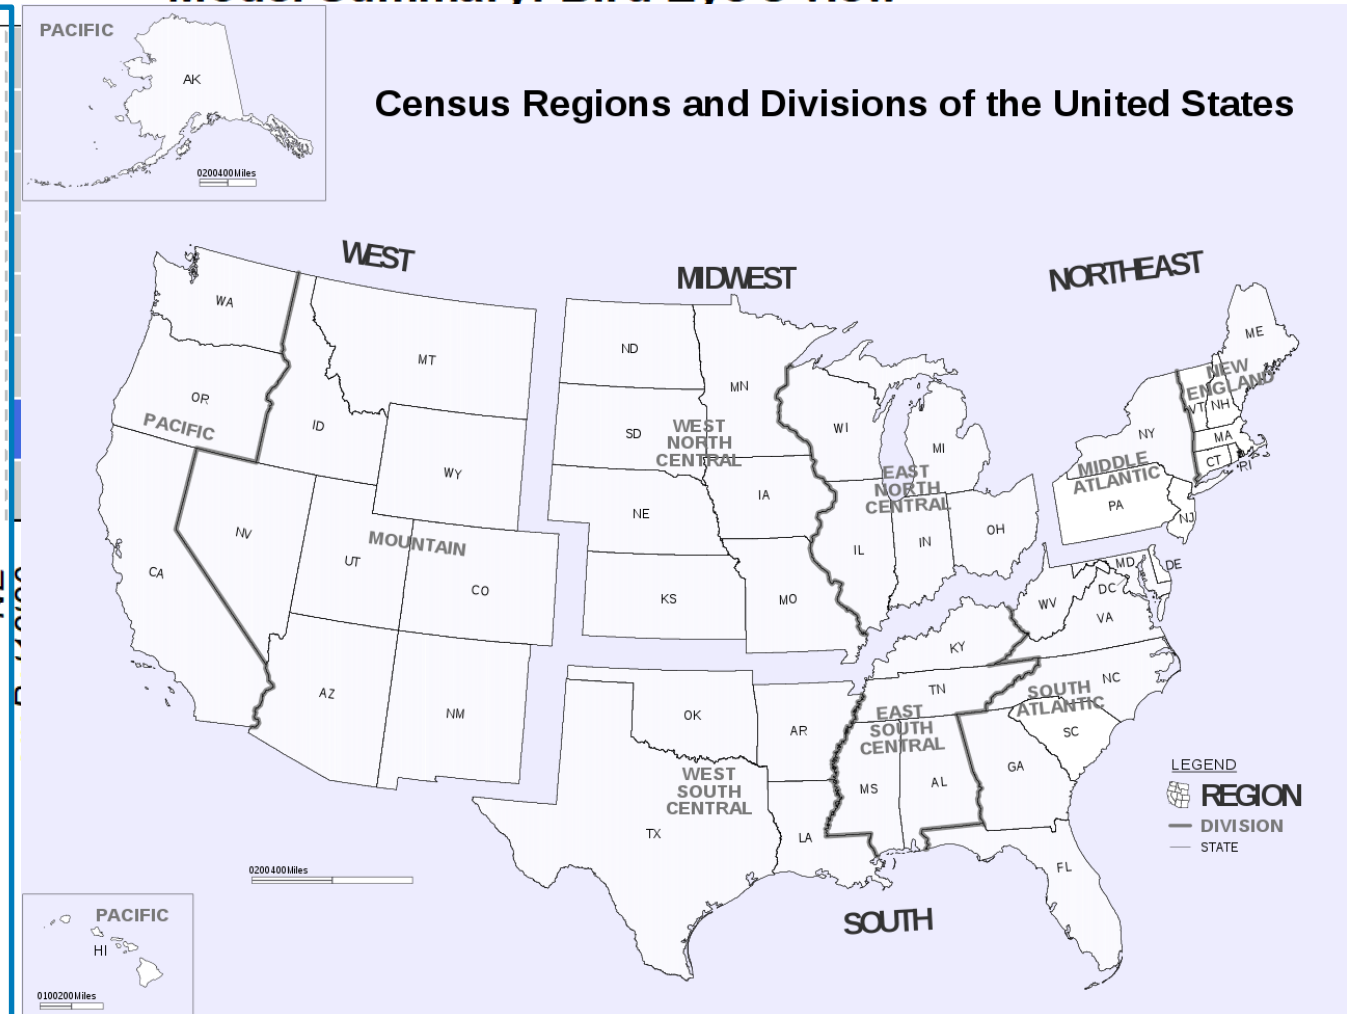 PACIFIC
AK
0200400Miles
Census Regions and Divisions of the United States
WEST
MIDWEST
NORTHEAST
WA
MT
ND
MN
ME
OR
ID
SD
WI
MI
NY
VT
NH
NEW
ENGLAND
PACIFIC
WY
WEST
NORTH
CENTRAL
EAST
NORTH
CENTRAL
MIDDLE
ATLANTIC
MA
CT
RI
IA
PA
NJ
NV
NE
OH
MOUNTAIN
UT
CO
IL
IN
CA
KS
MO
MD
DE
DC
WV
VA
KY
AZ
NM
OK
AR
TN
NC
SOUTH
ATLANTIC
EAST
SOUTH
CENTRAL
SC
WEST
SOUTH
CENTRAL
MS
AL
GA
TX
LA
FL
LEGEND
REGION
DIVISION
STATE
0200400Miles
SOUTH
PACIFIC
HI
0100200Miles